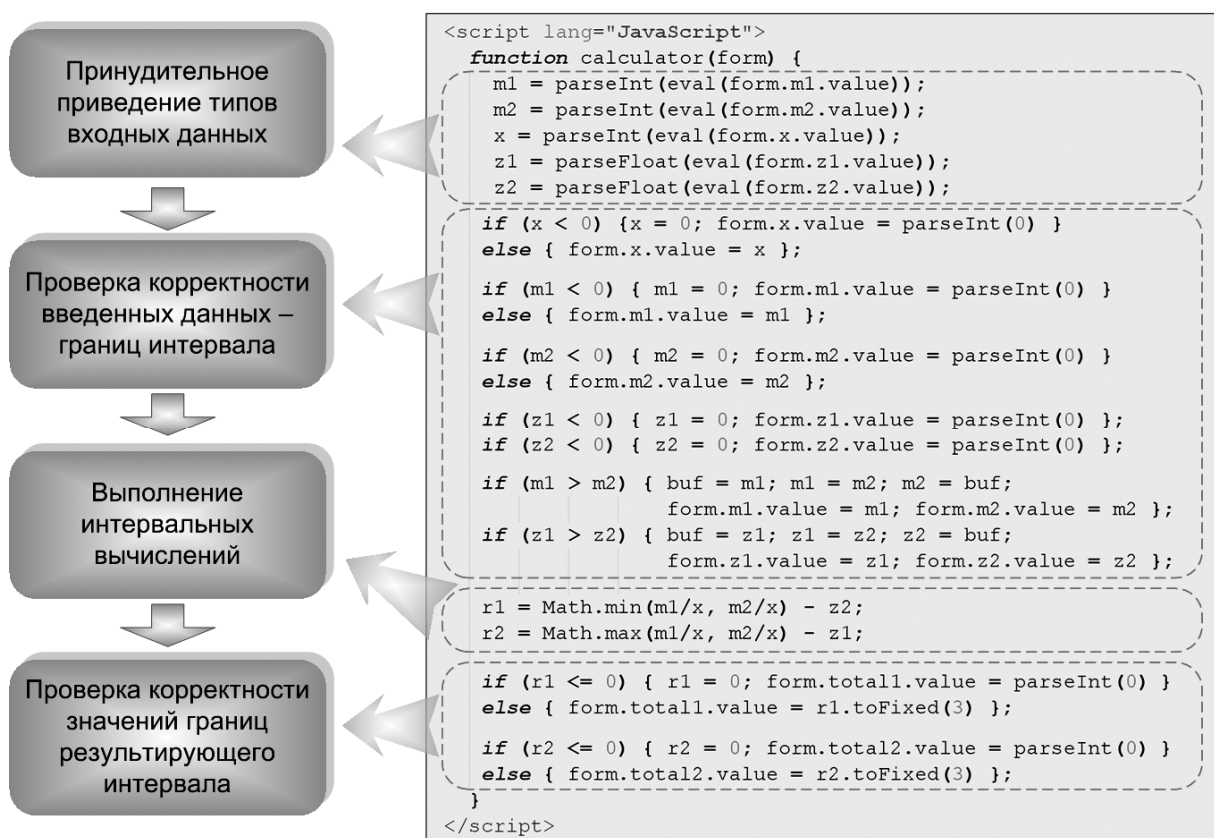 Принудительное
приведение типов
входных данных
Проверка корректности
введенных данных –
границ интервала
Выполнение
интервальных
вычислений
Проверка корректности
значений границ
результирующего
интервала
<script lang="JavaScript">
function calculator(form) {
m1 = parseInt(eval(form.m1.value));
m2 = parseInt(eval(form.m2.value));
x = parseInt(eval(form.x.value));
z1 = parseFloat(eval(form.z1.value));
z2 = parseFloat(eval(form.z2.value));
if (x < 0) {x = 0; form.x.value = parseInt(0) }
else { form.x.value = x };
if (m1 < 0) { m1 = 0; form.m1.value = parseInt(0) }
else { form.m1.value = m1 };
if (m2 < 0) { m2 = 0; form.m2.value = parseInt(0) }
else { form.m2.value = m2 };
if (z1 < 0) { z1 = 0; form.z1.value = parseInt(0) };
if (z2 < 0) { z2 = 0; form.z2.value = parseInt(0) };
if (m1 > m2) { buf = m1; m1 = m2; m2 = buf;
form.m1.value = m1; form.m2.value = m2 };
if (z1 > z2) { buf = z1; z1 = z2; z2 = buf;
form.z1.value = z1; form.z2.value = z2 };
r1 = Math.min(m1/x, m2/x) - z2;
r2 = Math.max(m1/x, m2/x) - z1;
if (r1 <= 0) { r1 = 0; form.total1.value = parseInt(0) }
else { form.total1.value = r1.toFixed(3) };
if (r2 <= 0) { r2 = 0; form.total2.value = parseInt(0) }
else { form.total2.value = r2.toFixed(3) };
}
</script>